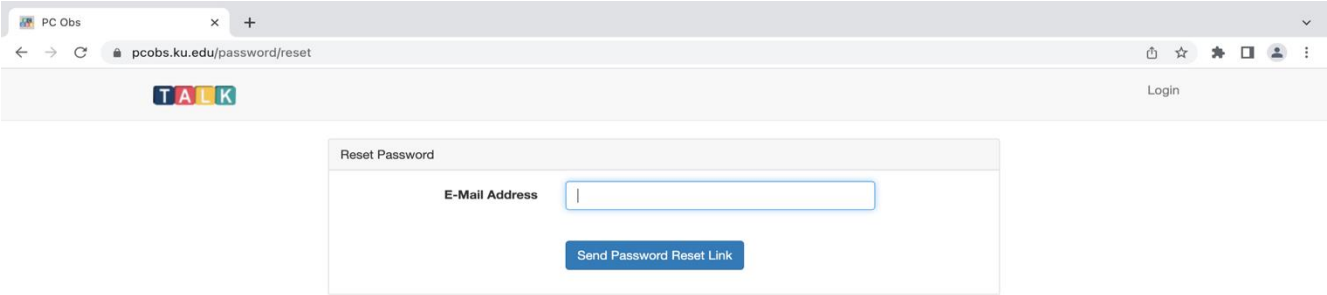 PC Obs
pcobs.ku.edu/password/reset
TALK
Login
Reset Password
E-Mail Address
Send Password Reset Link